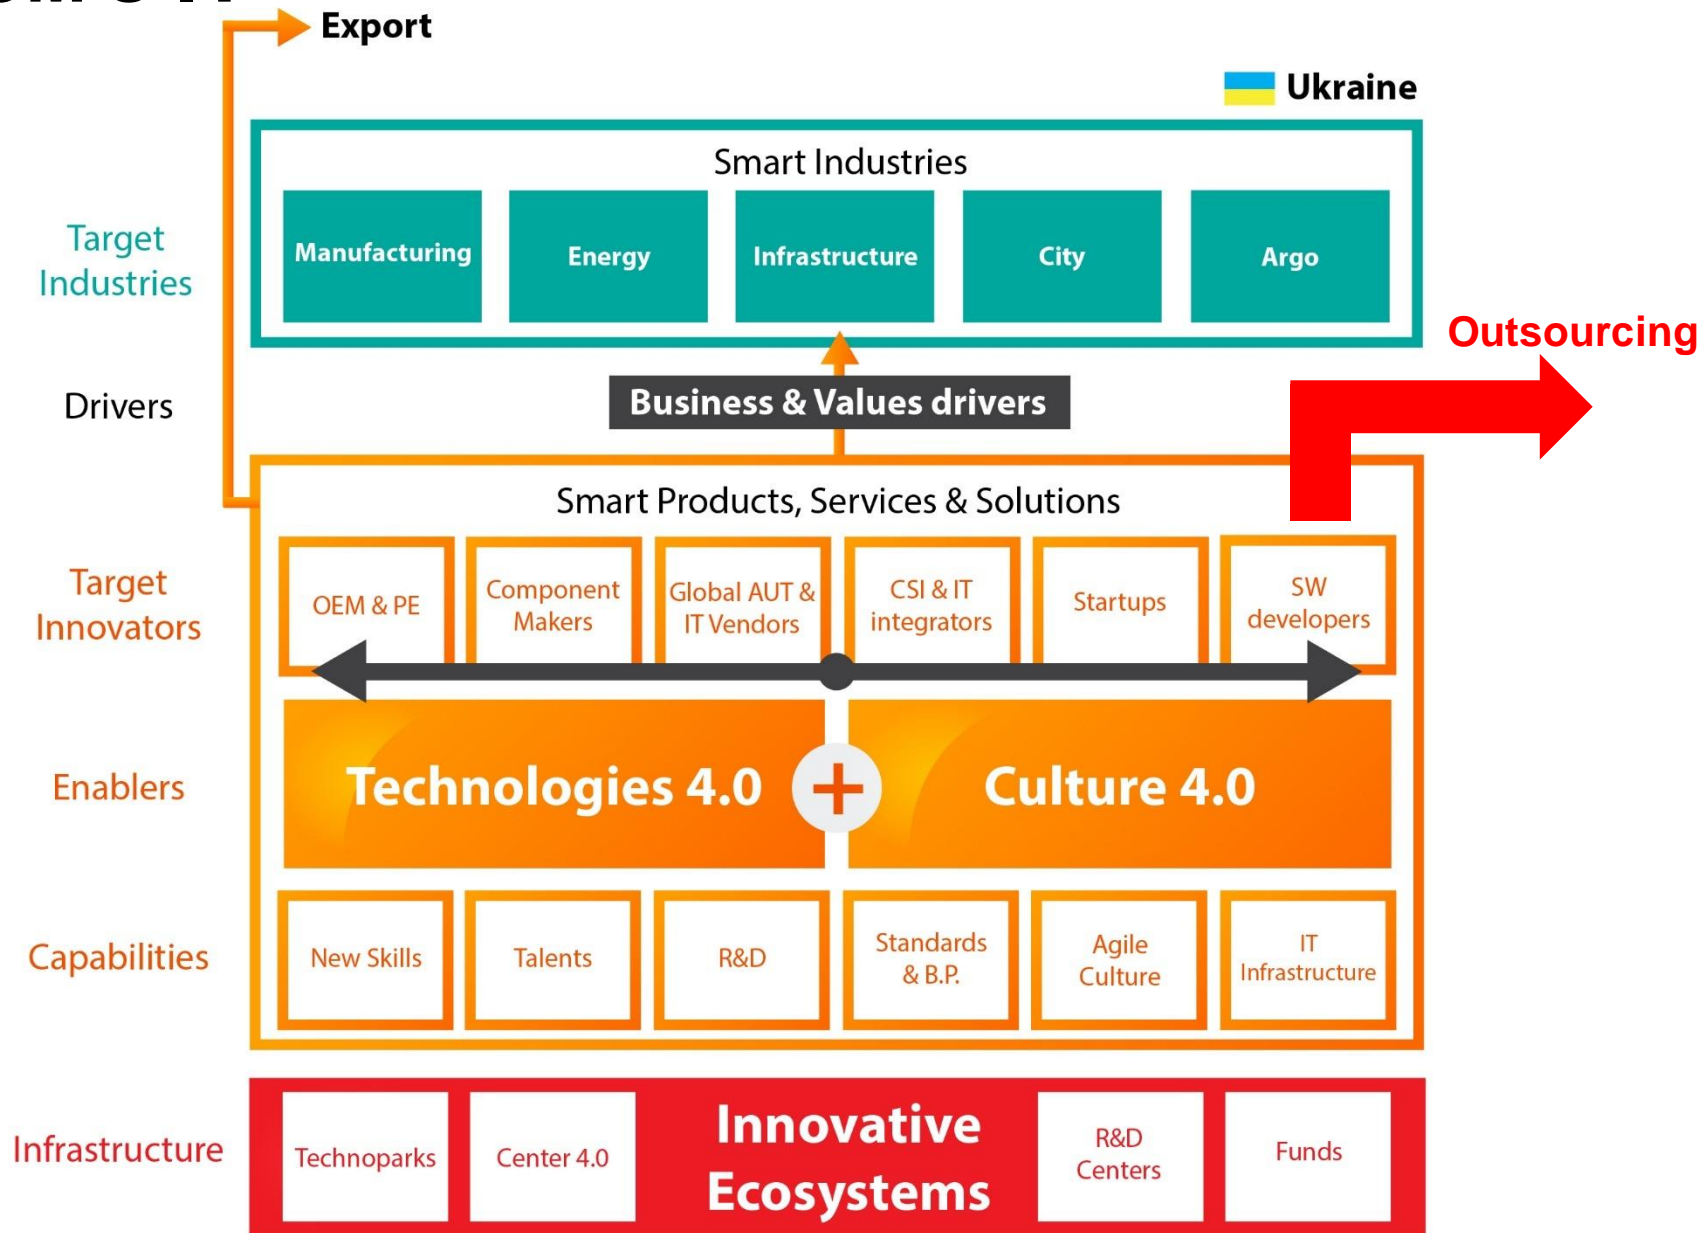 Export
Ukraine
Smart Industries
Target
Industries
Manufacturing
Energy
Infrastructure
City
Argo
Outsourcing
Drivers
Business & Values drivers
Smart Products, Services & Solutions
Target
Innovators
OEM & PE
Component
Makers
Global AUT &
IT Vendors
CSI & IT
integrators
Startups
SW
developers
Enablers
Technologies 4.0
+
Culture 4.0
Capabilities
New Skills
Talents
R&D
Standards
& B.P.
Agile
Culture
IT
Infrastructure
Infrastructure
Technoparks
Center 4.0
Innovative
Ecosystems
R&D
Centers
Funds